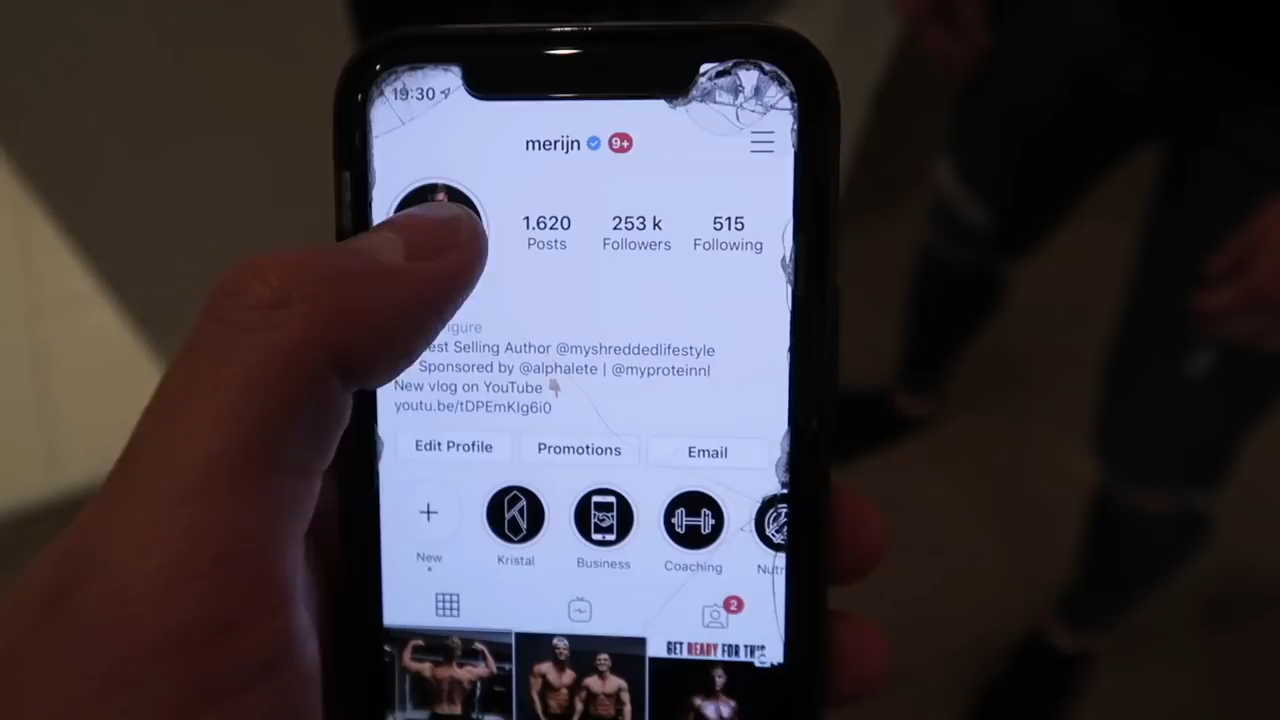 19:30
merijn 9+
1.620 253 k 515
Posts Followers Following
igure
est Selling Author @myshreddedlifestyle
Sponsored by @alphalete | @myproteinnl
New vlog on YouTube
youtu.be/tDPEmKIg6i0
Edit Profile Promotions Email
New Kristal Business Coaching Nutr
2
GET READY FOR THIS